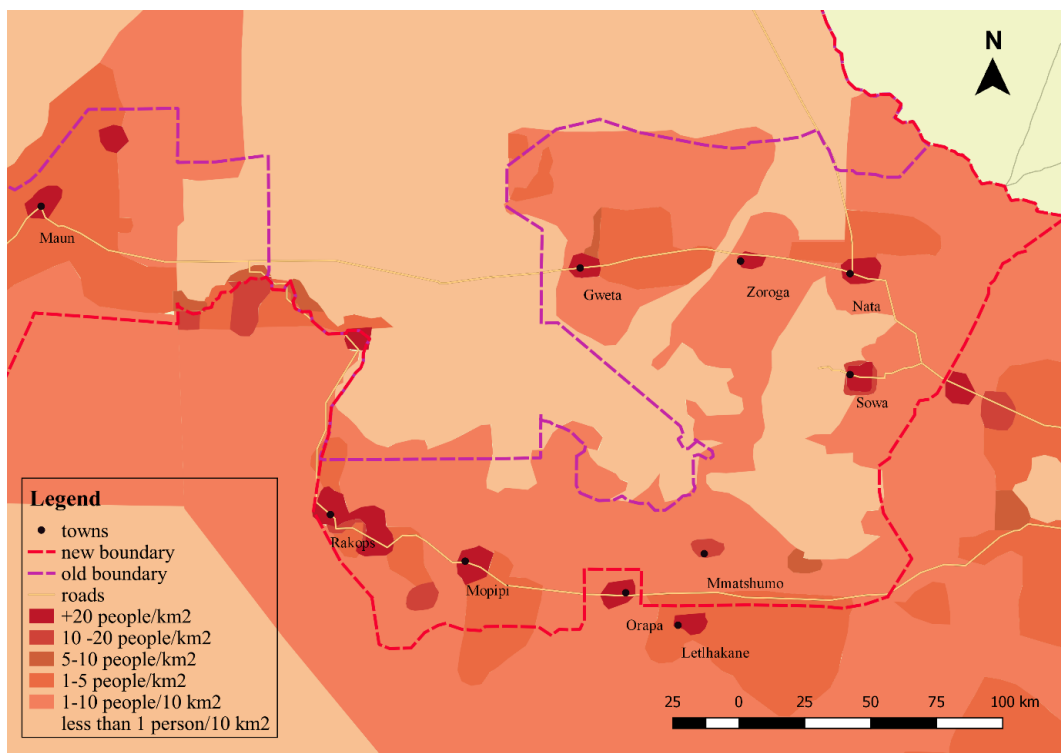 N
Maun
Gweta
Zoroga
Nata
Sowa
Rakops
Mopipi
Mmatshumo
Orapa
Letlhakane
Legend
towns
new boundary
old boundary
roads
+20 people/km2
10 -20 people/km2
5-10 people/km2
1-5 people/km2
1-10 people/10 km2
less than 1 person/10 km2
25 0 25 50 75 100 km